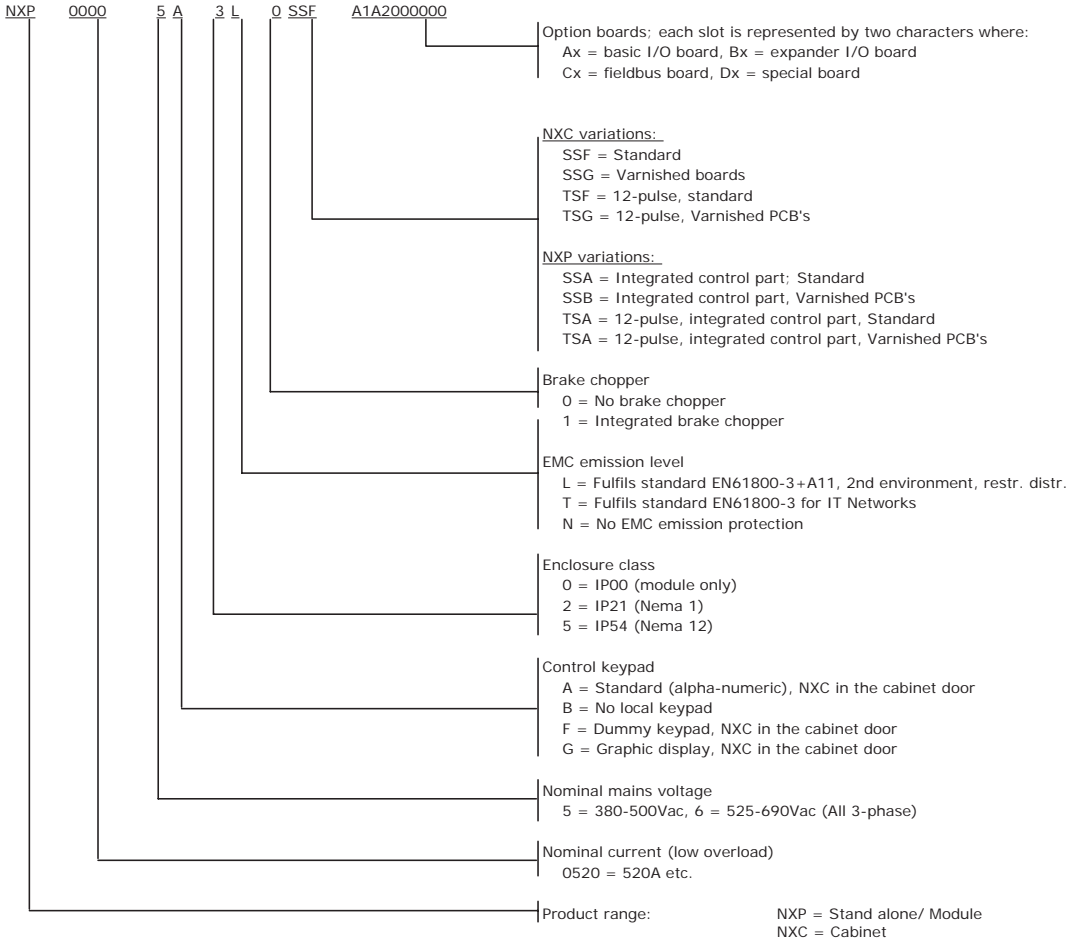 NXP 0000 5 A 3 L 0 SSF A1A2000000
Option boards; each slot is represented by two characters where:
Ax = basic I/O board, Bx = expander I/O board
Cx = fieldbus board, Dx = special board
NXC variations:
SSF = Standard
SSG = Varnished boards
TSF = 12-pulse, standard
TSG = 12-pulse, Varnished PCB's
NXP variations:
SSA = Integrated control part; Standard
SSB = Integrated control part, Varnished PCB's
TSA = 12-pulse, integrated control part, Standard
TSA = 12-pulse, integrated control part, Varnished PCB's
Brake chopper
0 = No brake chopper
1 = Integrated brake chopper
EMC emission level
L = Fulfils standard EN61800-3+A11, 2nd environment, restr. distr.
T = Fulfils standard EN61800-3 for IT Networks
N = No EMC emission protection
Enclosure class
0 = IP00 (module only)
2 = IP21 (Nema 1)
5 = IP54 (Nema 12)
Control keypad
A = Standard (alpha-numeric), NXC in the cabinet door
B = No local keypad
F = Dummy keypad, NXC in the cabinet door
G = Graphic display, NXC in the cabinet door
Nominal mains voltage
5 = 380-500Vac, 6 = 525-690Vac (All 3-phase)
Nominal current (low overload)
0520 = 520A etc.
Product range: NXP = Stand alone/ Module
NXC = Cabinet